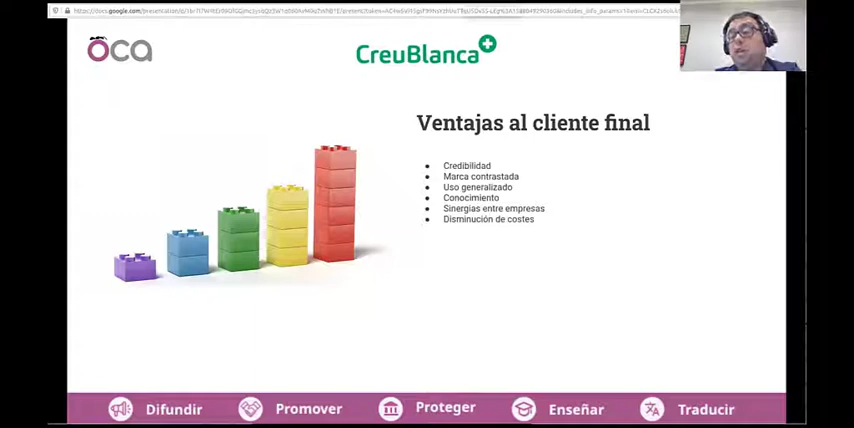 oca
CreuBlanca
Ventajas al cliente final
Credibilidad
Marca contrastada
Uso generalizado
Conocimiento
Sinergias entre empresas
Disminución de costes
Difundir
Promover
Proteger
Enseñar
Traducir